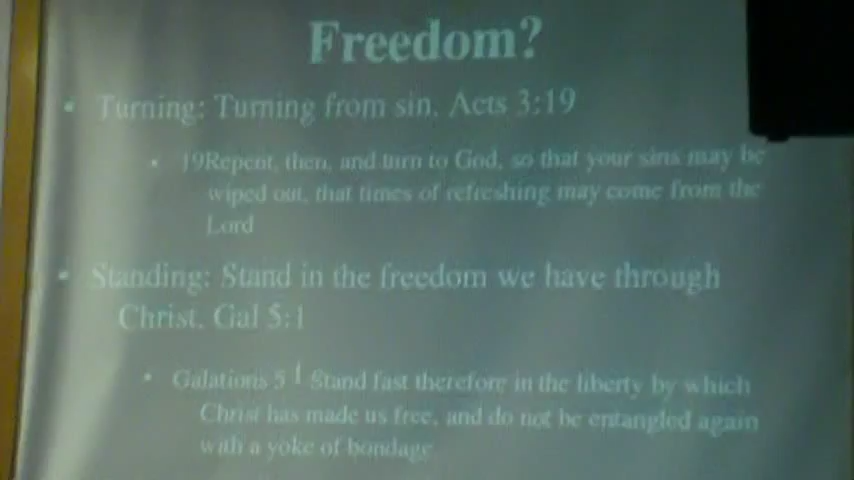 Freedom?
• Turning: Turning from sin. Acts 3:19
• 19Repent, then, and turn to God, so that your sins may be
wiped out, that times of refreshing may come from the
Lord
• Standing: Stand in the freedom we have through
Christ. Gal 5:1
• Galations 5 1 Stand fast therefore in the liberty by which
Christ has made us free, and do not be entangled again
with a yoke of bondage